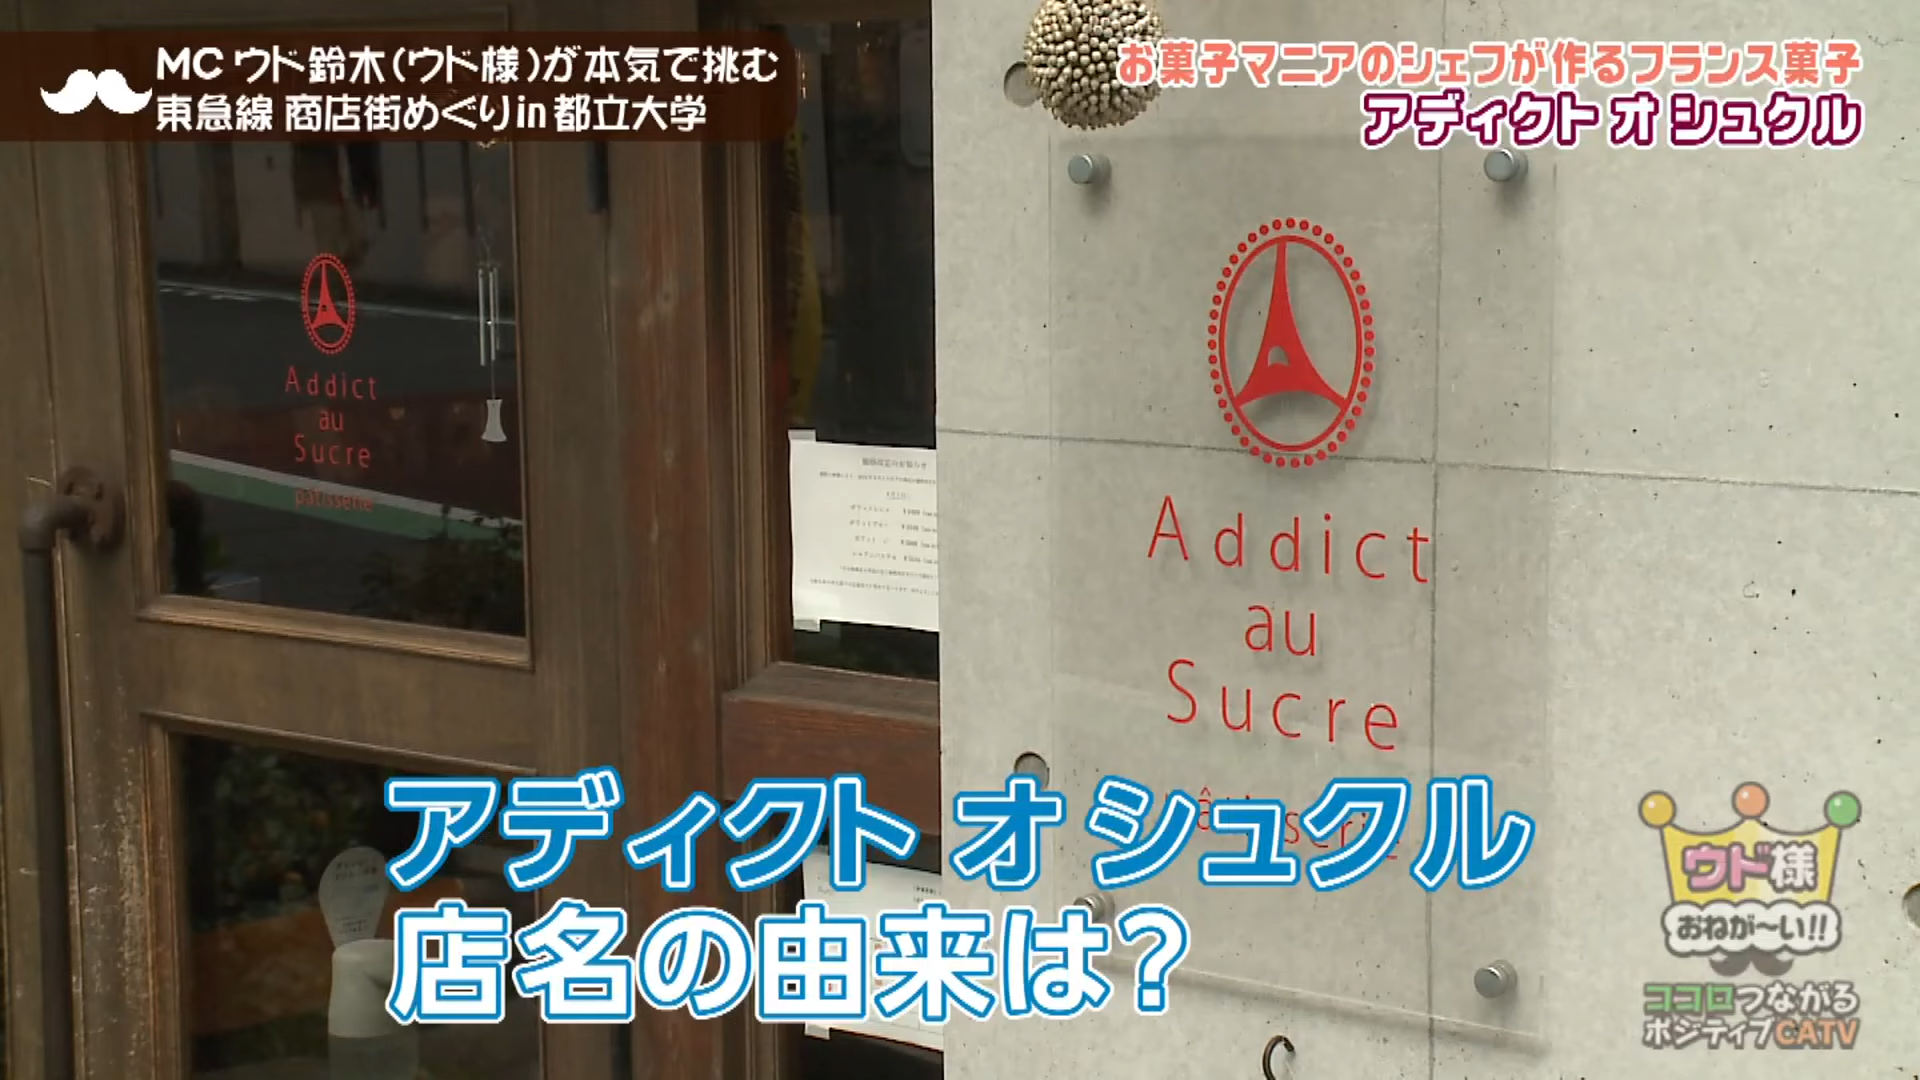 MC ウド鈴木(ウド様)が本気で挑む
東急線 商店街めぐりin都立大学
お菓子マニアのシェフが作るフランス菓子
アディクト オ シュクル
Addict
au
Sucre
patisserie
Addict
au
Sucre
アディクト オ シュクル
店名の由来は?
ウド様
おねが〜い!!
ココロつながる
ポジティブCATV